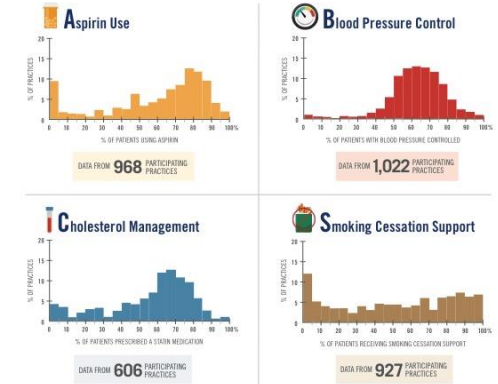 Aspirin Use
20
15
10
5
0
% OF PRACTICES
0 10 20 30 40 50 60 70 80 90 100%
% OF PATIENTS USING ASPIRIN
DATA FROM 968 PARTICIPATING PRACTICES
Blood Pressure Control
20
15
10
5
0
% OF PRACTICES
0 10 20 30 40 50 60 70 80 90 100%
% OF PATIENTS WITH BLOOD PRESSURE CONTROLLED
DATA FROM 1,022 PARTICIPATING PRACTICES
Cholesterol Management
20
15
10
5
0
% OF PRACTICES
0 10 20 30 40 50 60 70 80 90 100%
% OF PATIENTS PRESCRIBED A STATIN MEDICATION
DATA FROM 606 PARTICIPATING PRACTICES
Smoking Cessation Support
20
15
10
5
0
% OF PRACTICES
0 10 20 30 40 50 60 70 80 90 100%
% OF PATIENTS RECEIVING SMOKING CESSATION SUPPORT
DATA FROM 927 PARTICIPATING PRACTICES